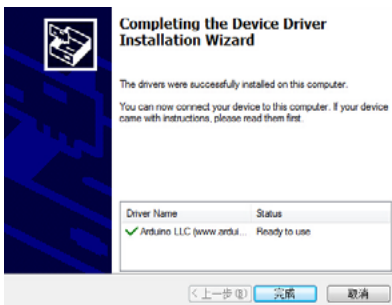 Completing the Device Driver
Installation Wizard
The drivers were successfully installed on this computer.
You can now connect your device to this computer. If your device
came with instructions, please read them first.
Driver Name Status
Arduino LLC (www.ardui... Ready to use
<上一步(B) 完成 取消